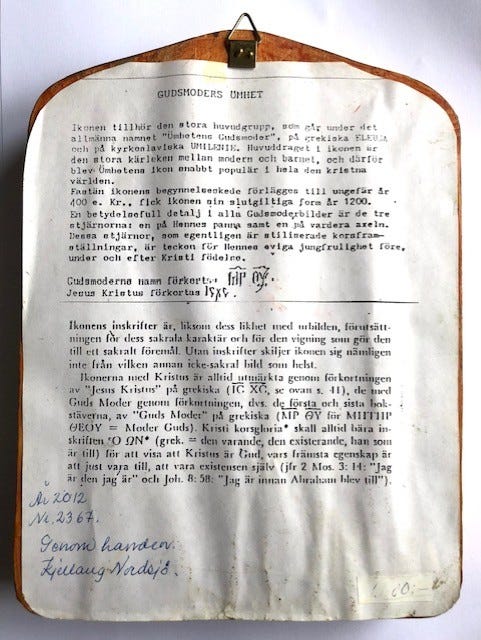 GUDSMODERS ÖMHET
Ikonen tillhör den stora huvudgrupp, som går under det
allmänna namnet "Ömhetens Gudsmoder", på grekiska ELEUSA
och på kyrkoslaviska UMILENIE. Huvuddraget i ikonen är
den stora kärleken mellan modern och barnet, och därför
blev Ömhetens ikon snabbt populär i hela den kristna
världen.
Fastän ikonens begynnelseskede förlägges till ungefär år
400 e. Kr., fick ikonen sin slutgiltiga form år 1200.
En betydelsefull detalj i alla Gudsmoderbilder är de tre
stjärnorna: en på Hennes panna samt en på vardera axeln.
Dessa stjärnor, som egentligen är stiliserade korsfram-
ställningar, är tecken för Hennes eviga jungfrulighet före,
under och efter Kristi födelse.
Gudsmoderns namn förkort. ΜΡ ΘΥ.
Jesus Kristus förkortas ICXC.
Ikonens inskrifter är, liksom dess likhet med urbilden, förutsätt-
ningen för dess sakrala karaktär och för den vigning som gör den
till ett sakralt föremål. Utan inskrifter skiljer ikonen sig nämligen
inte från vilken annan icke-sakral bild som helst.
Ikonerna med Kristus är alltid utmärkta genom förkortningen
av "Jesus Kristus" på grekiska (IC XC, se ovan s. 41), de med
Guds Moder genom förkortningen, dvs. de första och sista bok-
stäverna, av "Guds Moder" på grekiska (ΜΡ ΘΥ för ΜΗΤΗΡ
ΘΕΟΥ = Moder Guds). Kristi korsgloria* skall alltid bära in-
skriften Ὁ ΩΝ* (grek. = den varande, den existerande, han som
är till) för att visa att Kristus är Gud, vars främsta egenskap är
att just vara till, att vara existensen själv (jfr 2 Mos. 3: 14: "Jag
är den jag är" och Joh. 8: 58: "Jag är innan Abraham blev till").
År 2012
Nr. 2367.
Genom handen:
Kjellaug Nordsjö.